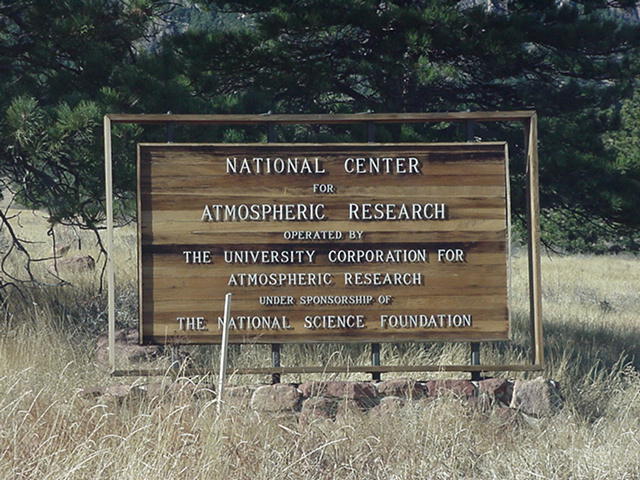 NATIONAL CENTER
FOR
ATMOSPHERIC RESEARCH
OPERATED BY
THE UNIVERSITY CORPORATION FOR
ATMOSPHERIC RESEARCH
UNDER SPONSORSHIP OF
THE NATIONAL SCIENCE FOUNDATION